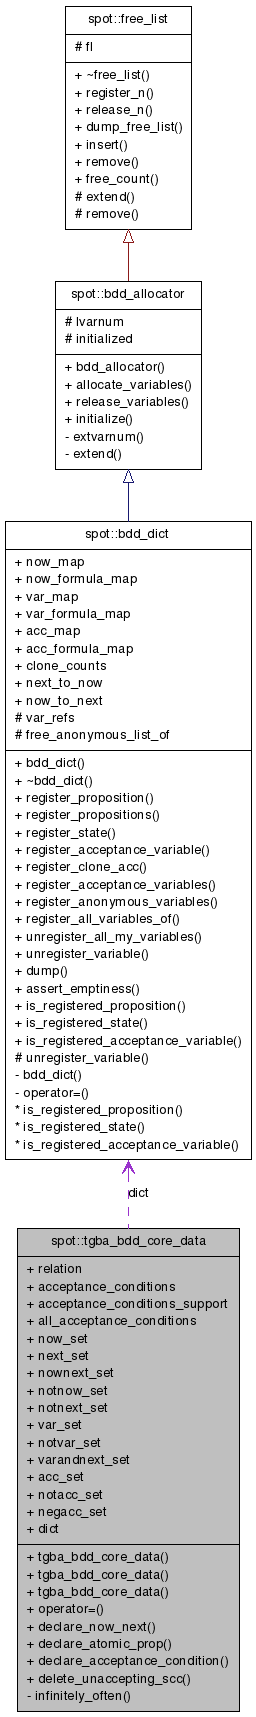 spot::free_list
# fl
+ ~free_list()
+ register_n()
+ release_n()
+ dump_free_list()
+ insert()
+ remove()
+ free_count()
# extend()
# remove()
spot::bdd_allocator
# lvarnum
# initialized
+ bdd_allocator()
+ allocate_variables()
+ release_variables()
+ initialize()
- extvarnum()
- extend()
spot::bdd_dict
+ now_map
+ now_formula_map
+ var_map
+ var_formula_map
+ acc_map
+ acc_formula_map
+ clone_counts
+ next_to_now
+ now_to_next
# var_refs
# free_anonymous_list_of
+ bdd_dict()
+ ~bdd_dict()
+ register_proposition()
+ register_propositions()
+ register_state()
+ register_acceptance_variable()
+ register_clone_acc()
+ register_acceptance_variables()
+ register_anonymous_variables()
+ register_all_variables_of()
+ unregister_all_my_variables()
+ unregister_variable()
+ dump()
+ assert_emptiness()
+ is_registered_proposition()
+ is_registered_state()
+ is_registered_acceptance_variable()
# unregister_variable()
- bdd_dict()
- operator=()
* is_registered_proposition()
* is_registered_state()
* is_registered_acceptance_variable()
dict
spot::tgba_bdd_core_data
+ relation
+ acceptance_conditions
+ acceptance_conditions_support
+ all_acceptance_conditions
+ now_set
+ next_set
+ nownext_set
+ notnow_set
+ notnext_set
+ var_set
+ notvar_set
+ varandnext_set
+ acc_set
+ notacc_set
+ negacc_set
+ dict
+ tgba_bdd_core_data()
+ tgba_bdd_core_data()
+ tgba_bdd_core_data()
+ operator=()
+ declare_now_next()
+ declare_atomic_prop()
+ declare_acceptance_condition()
+ delete_unaccepting_scc()
- infinitely_often()